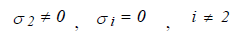 σ₂ ≠ 0 , σᵢ = 0 , i ≠ 2